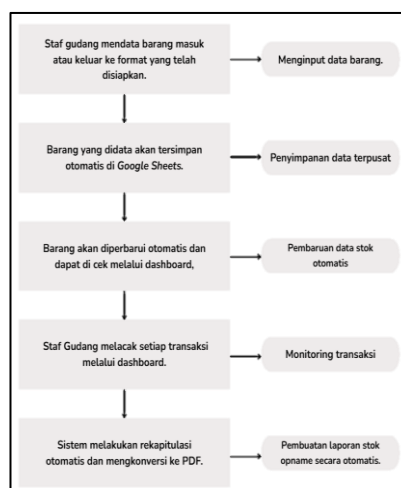 Staf gudang mendata barang masuk
atau keluar ke format yang telah
disiapkan.
Menginput data barang.
Barang yang didata akan tersimpan
otomatis di Google Sheets.
Penyimpanan data terpusat
Barang akan diperbarui otomatis dan
dapat di cek melalui dashboard,
Pembaruan data stok
otomatis
Staf Gudang melacak setiap transaksi
melalui dashboard.
Monitoring transaksi
Sistem melakukan rekapitulasi
otomatis dan mengkonversi ke PDF.
Pembuatan laporan stok
opname secara otomatis.